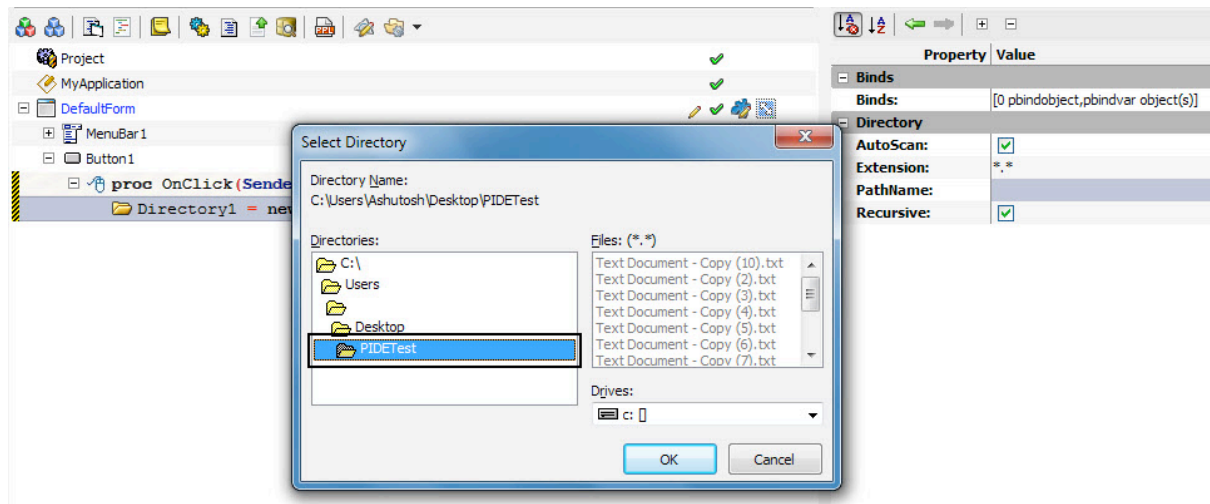 Project
MyApplication
DefaultForm
MenuBar1
Button1
proc OnClick(Sende
Directory1 = new
Select Directory
Directory Name:
C:\Users\Ashutosh\Desktop\PIDETest
Directories:
C:\
Users
Desktop
PIDETest
Files: (*.*)
Text Document - Copy (10).txt
Text Document - Copy (2).txt
Text Document - Copy (3).txt
Text Document - Copy (4).txt
Text Document - Copy (5).txt
Text Document - Copy (6).txt
Text Document - Copy (7).txt
Drives:
c: []
OK Cancel
Property Value
Binds
Binds: [0 pbindobject,pbindvar object(s)]
Directory
AutoScan:
Extension: *.*
PathName:
Recursive: